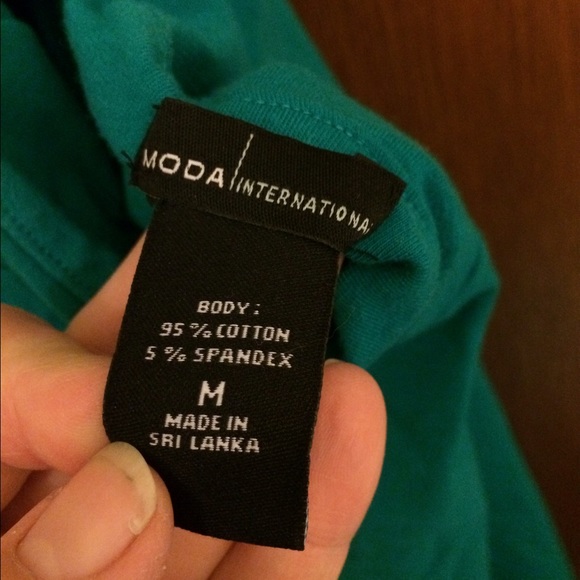 MODA INTERNATIONAL
BODY:
95% COTTON
5% SPANDEX
M
MADE IN
SRI LANKA